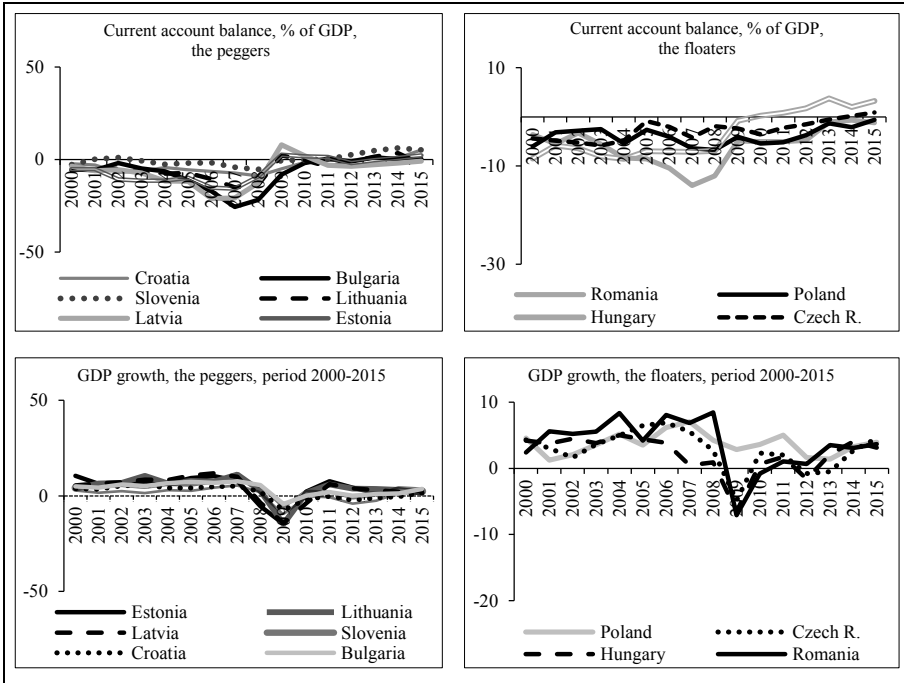 Current account balance, % of GDP,
the peggers
50
0
-50
2000 2001 2002 2003 2004 2005 2006 2007 2008 2009 2010 2011 2012 2013 2014 2015
Croatia Bulgaria
Slovenia Lithuania
Latvia Estonia
Current account balance, % of GDP,
the floaters
10
-10
-30
2000 2001 2002 2003 2004 2005 2006 2007 2008 2009 2010 2011 2012 2013 2014 2015
Romania Poland
Hungary Czech R.
GDP growth, the peggers, period 2000-2015
50
0
-50
2000 2001 2002 2003 2004 2005 2006 2007 2008 2009 2010 2011 2012 2013 2014 2015
Estonia Lithuania
Latvia Slovenia
Croatia Bulgaria
GDP growth, the floaters, period 2000-2015
10
0
-10
-20
2000 2001 2002 2003 2004 2005 2006 2007 2008 2009 2010 2011 2012 2013 2014 2015
Poland Czech R.
Hungary Romania